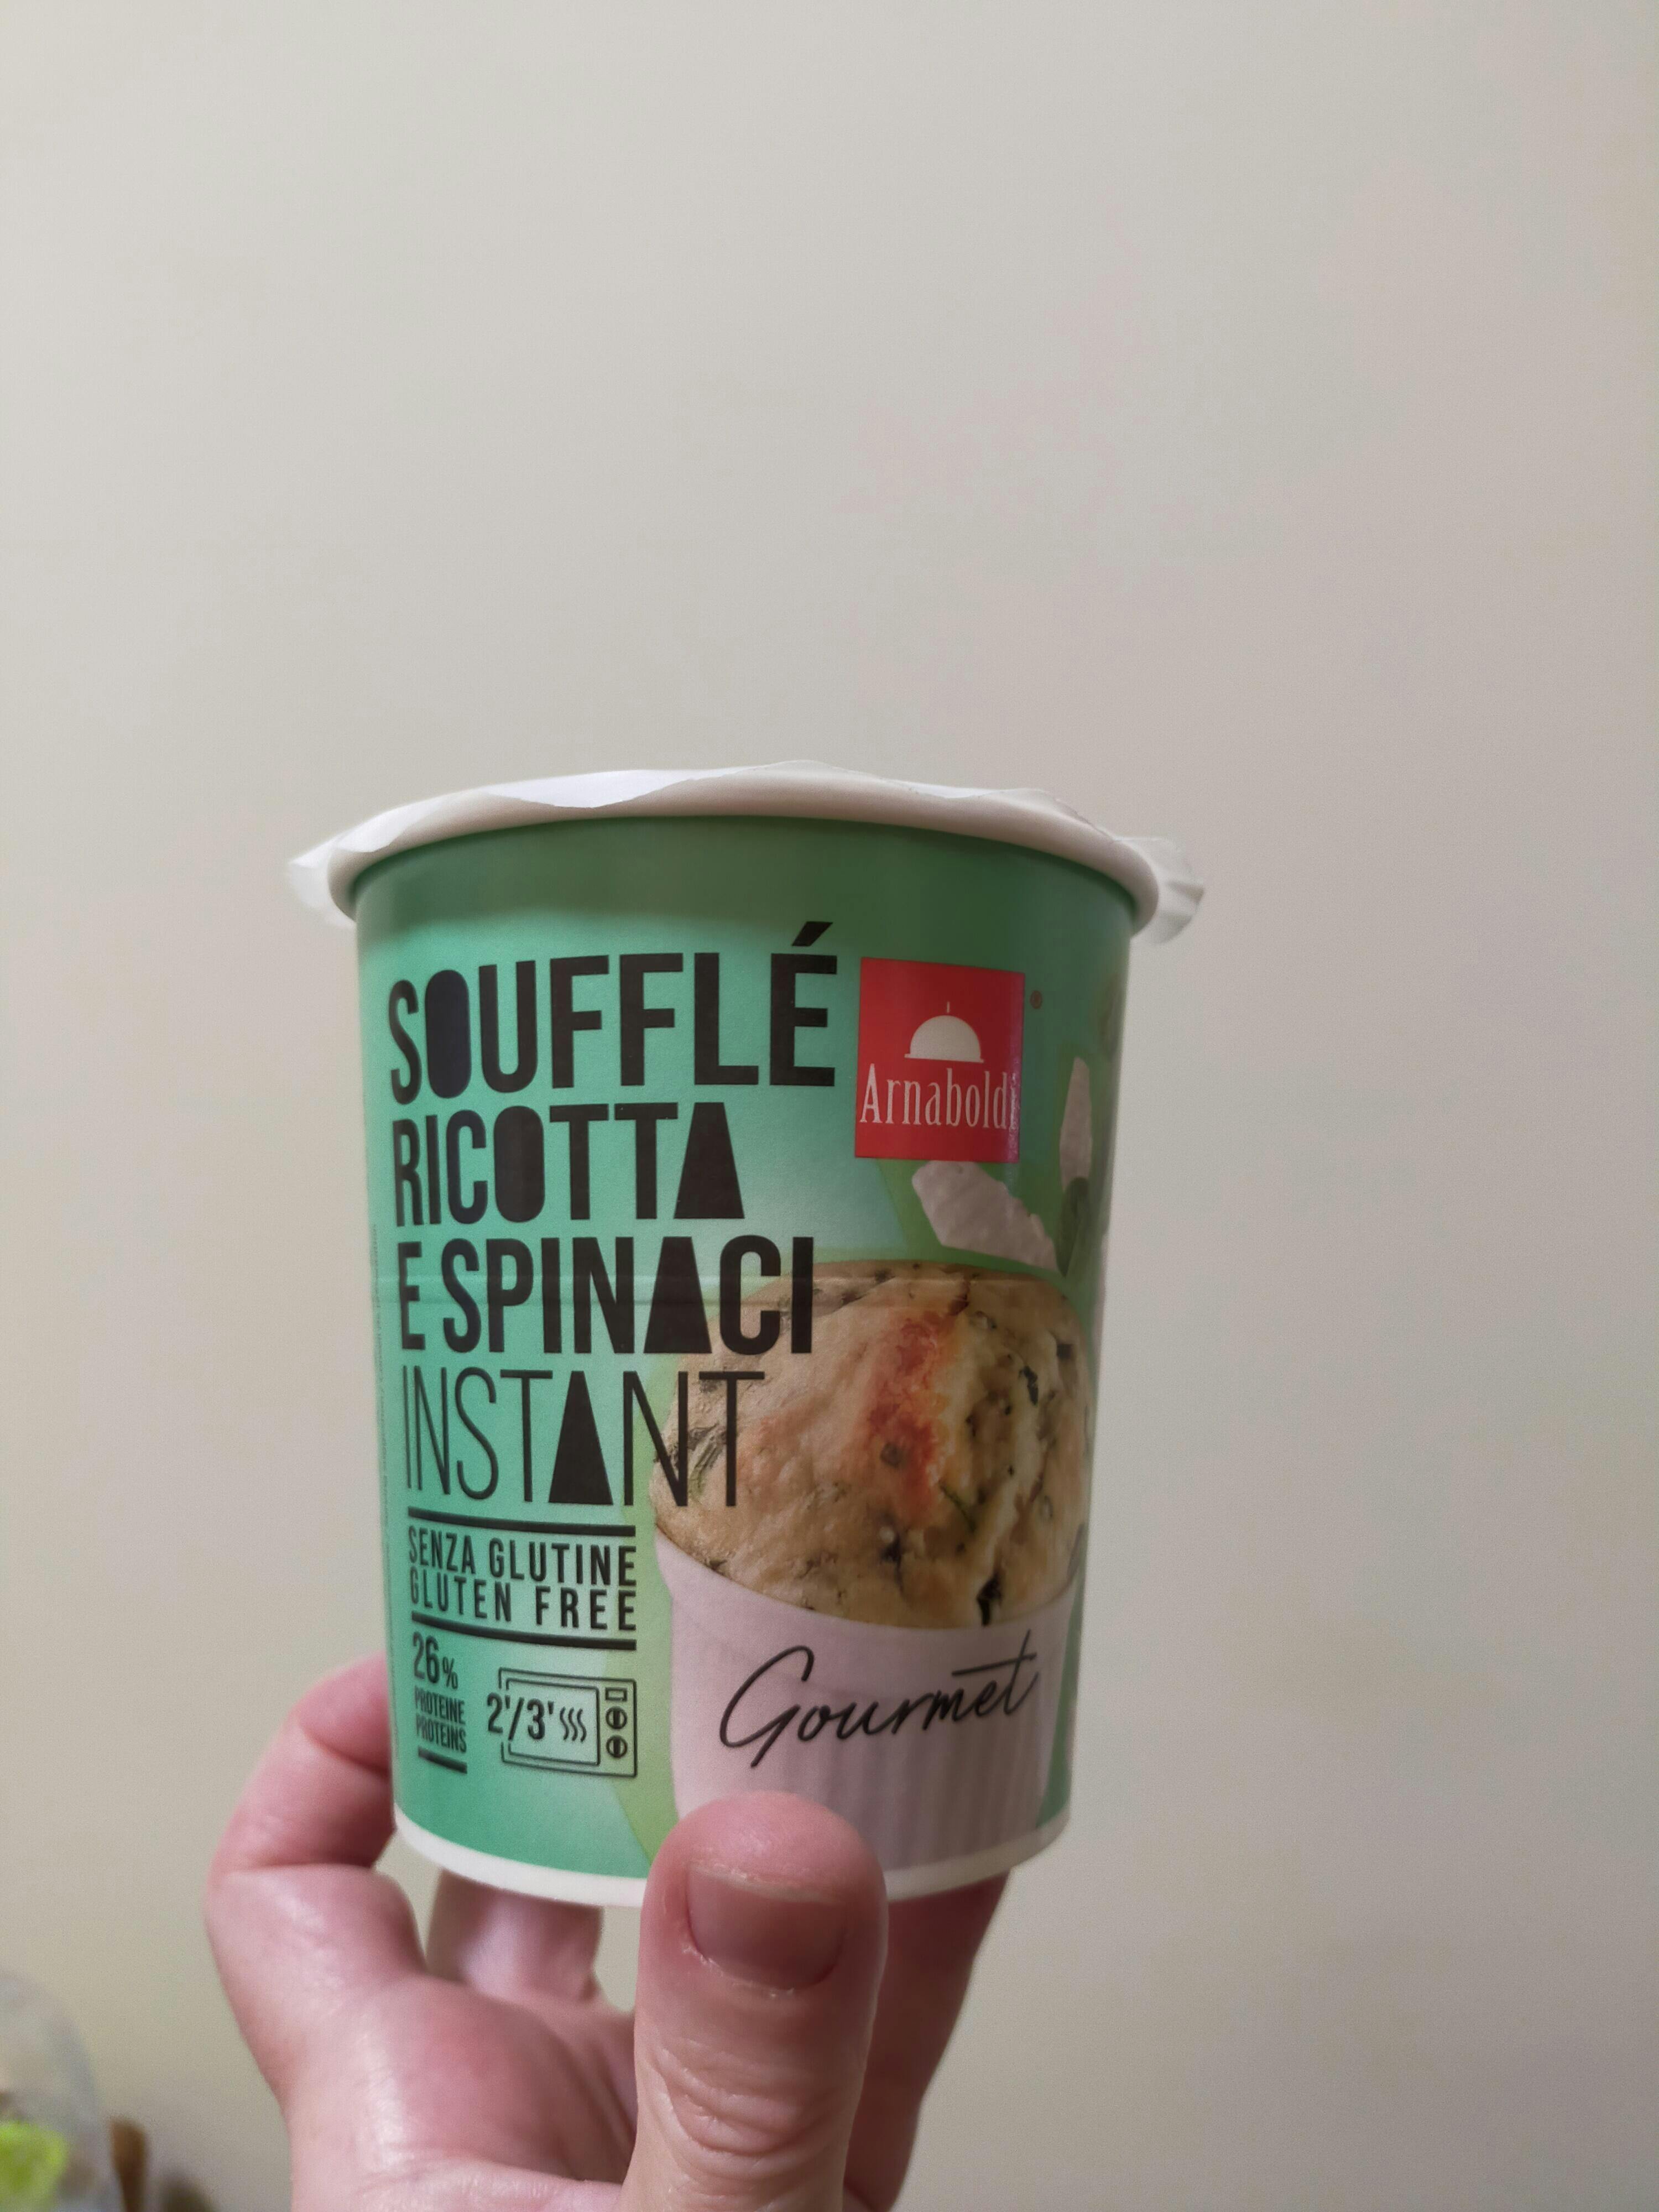 SOUFFLÉ
RICOTTA
E SPINACI
INSTANT
Arnaboldi
®
SENZA GLUTINE
GLUTEN FREE
26%
PROTEINE
PROTEINS
2'/3'
Gourmet